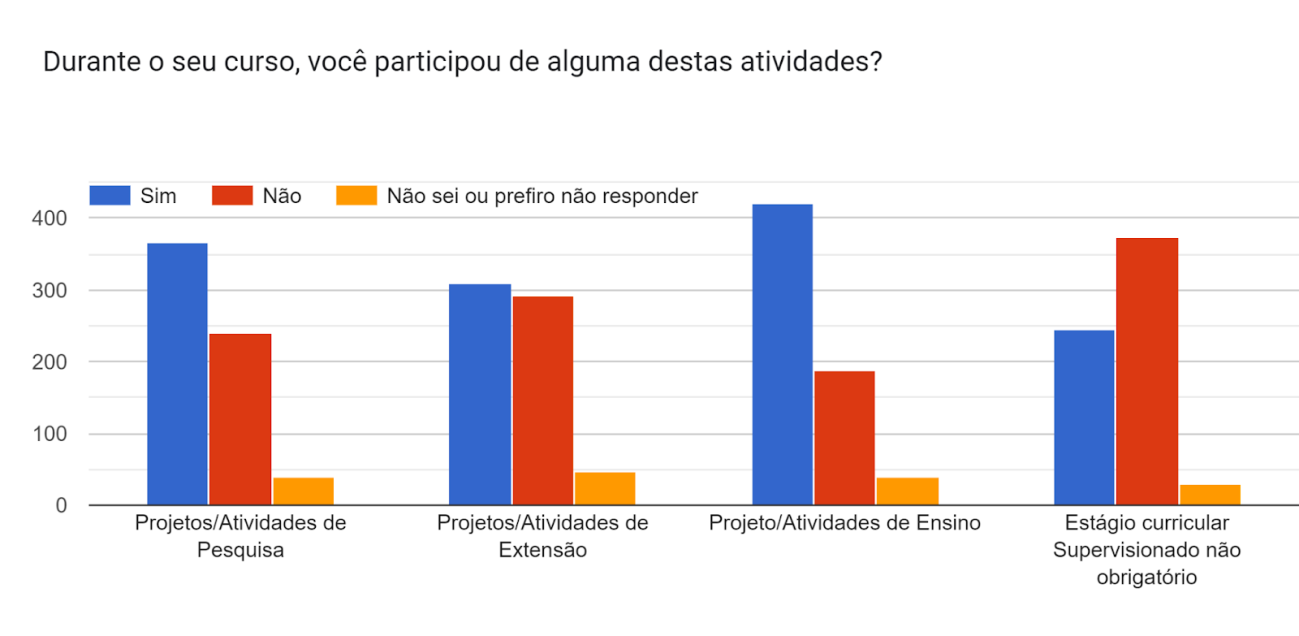 Durante o seu curso, você participou de alguma destas atividades?
Sim Não Não sei ou prefiro não responder
400
300
200
100
0
Projetos/Atividades de
Pesquisa
Projetos/Atividades de
Extensão
Projeto/Atividades de Ensino
Estágio curricular
Supervisionado não
obrigatório